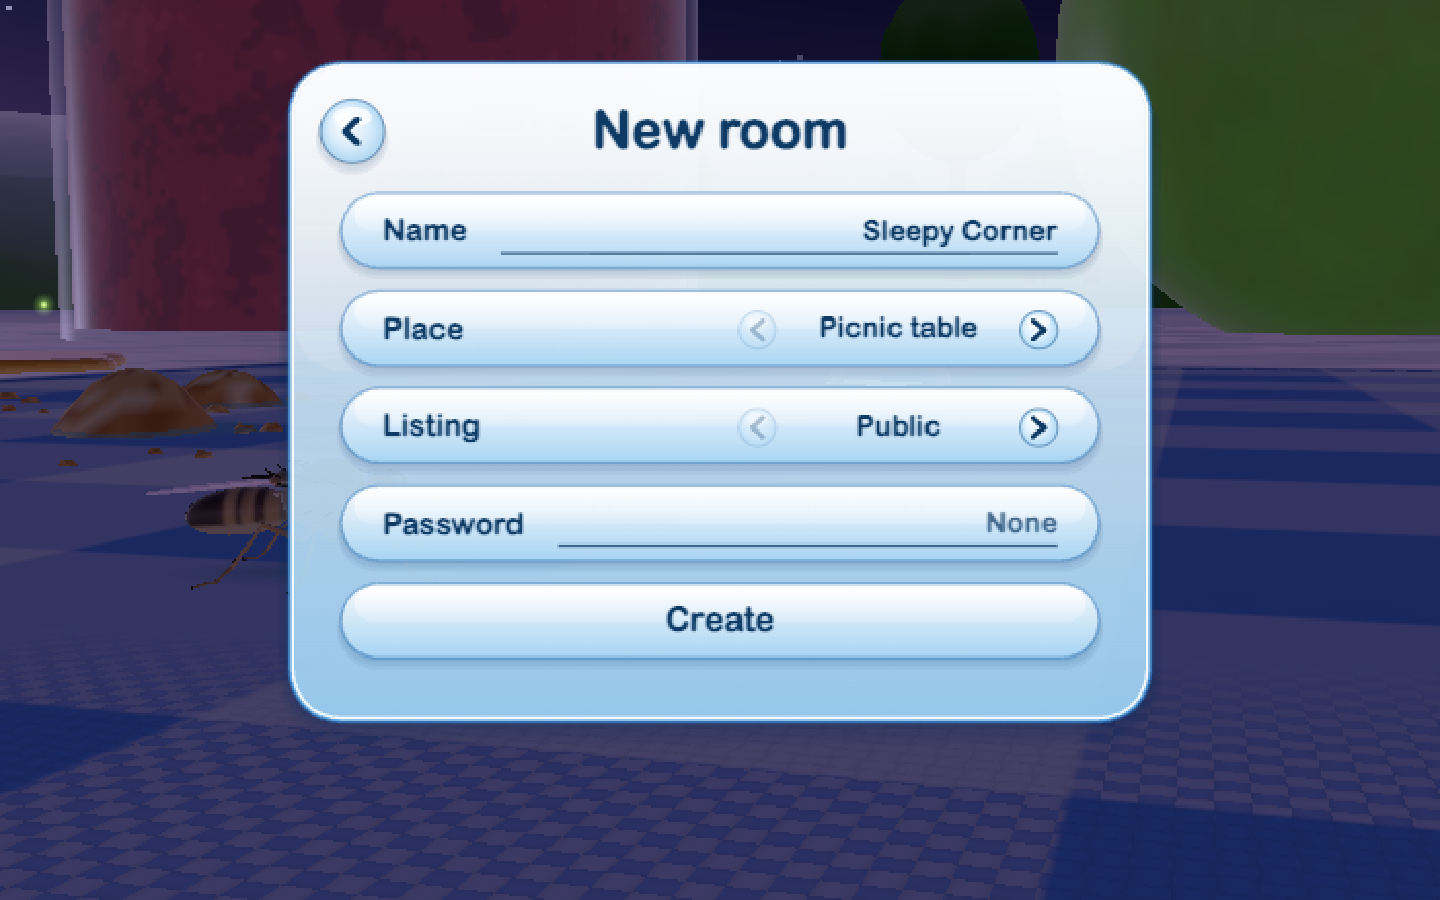 New room
Name Sleepy Corner
Place Picnic table
Listing Public
Password None
Create